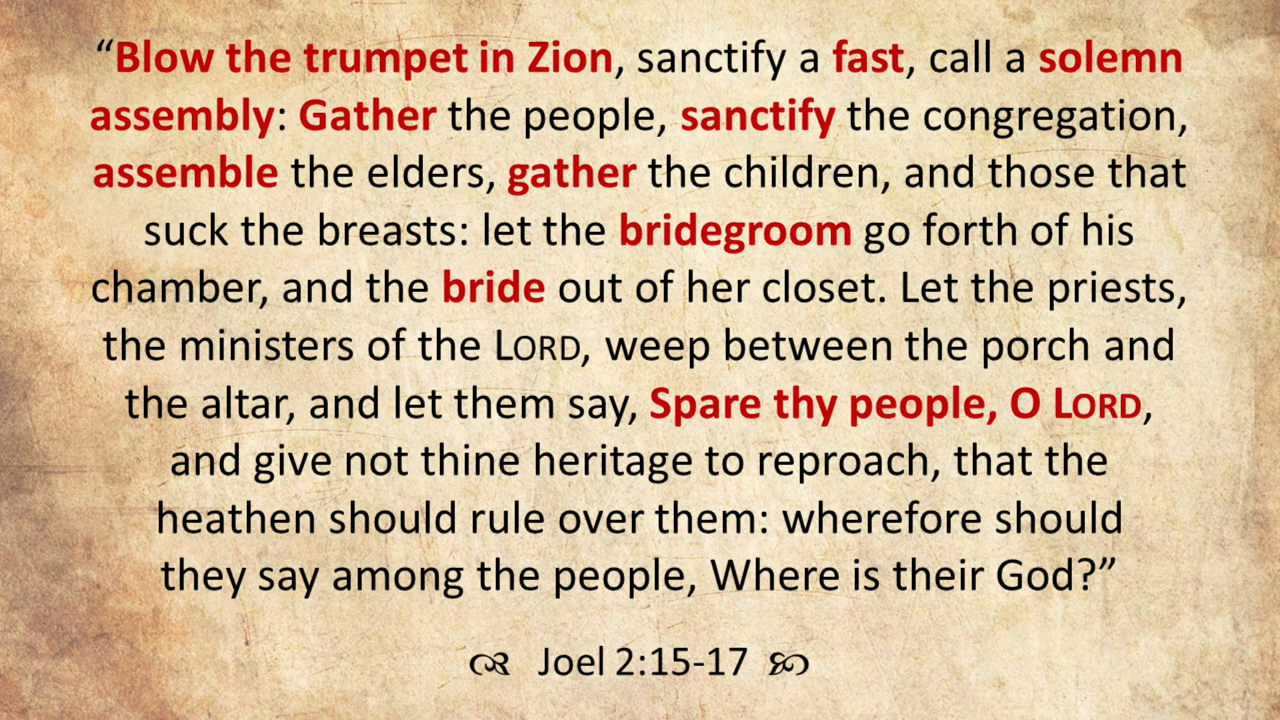 “Blow the trumpet in Zion, sanctify a fast, call a solemn
assembly: Gather the people, sanctify the congregation,
assemble the elders, gather the children, and those that
suck the breasts: let the bridegroom go forth of his
chamber, and the bride out of her closet. Let the priests,
the ministers of the LORD, weep between the porch and
the altar, and let them say, Spare thy people, O LORD,
and give not thine heritage to reproach, that the
heathen should rule over them: wherefore should
they say among the people, Where is their God?”
Joel 2:15-17